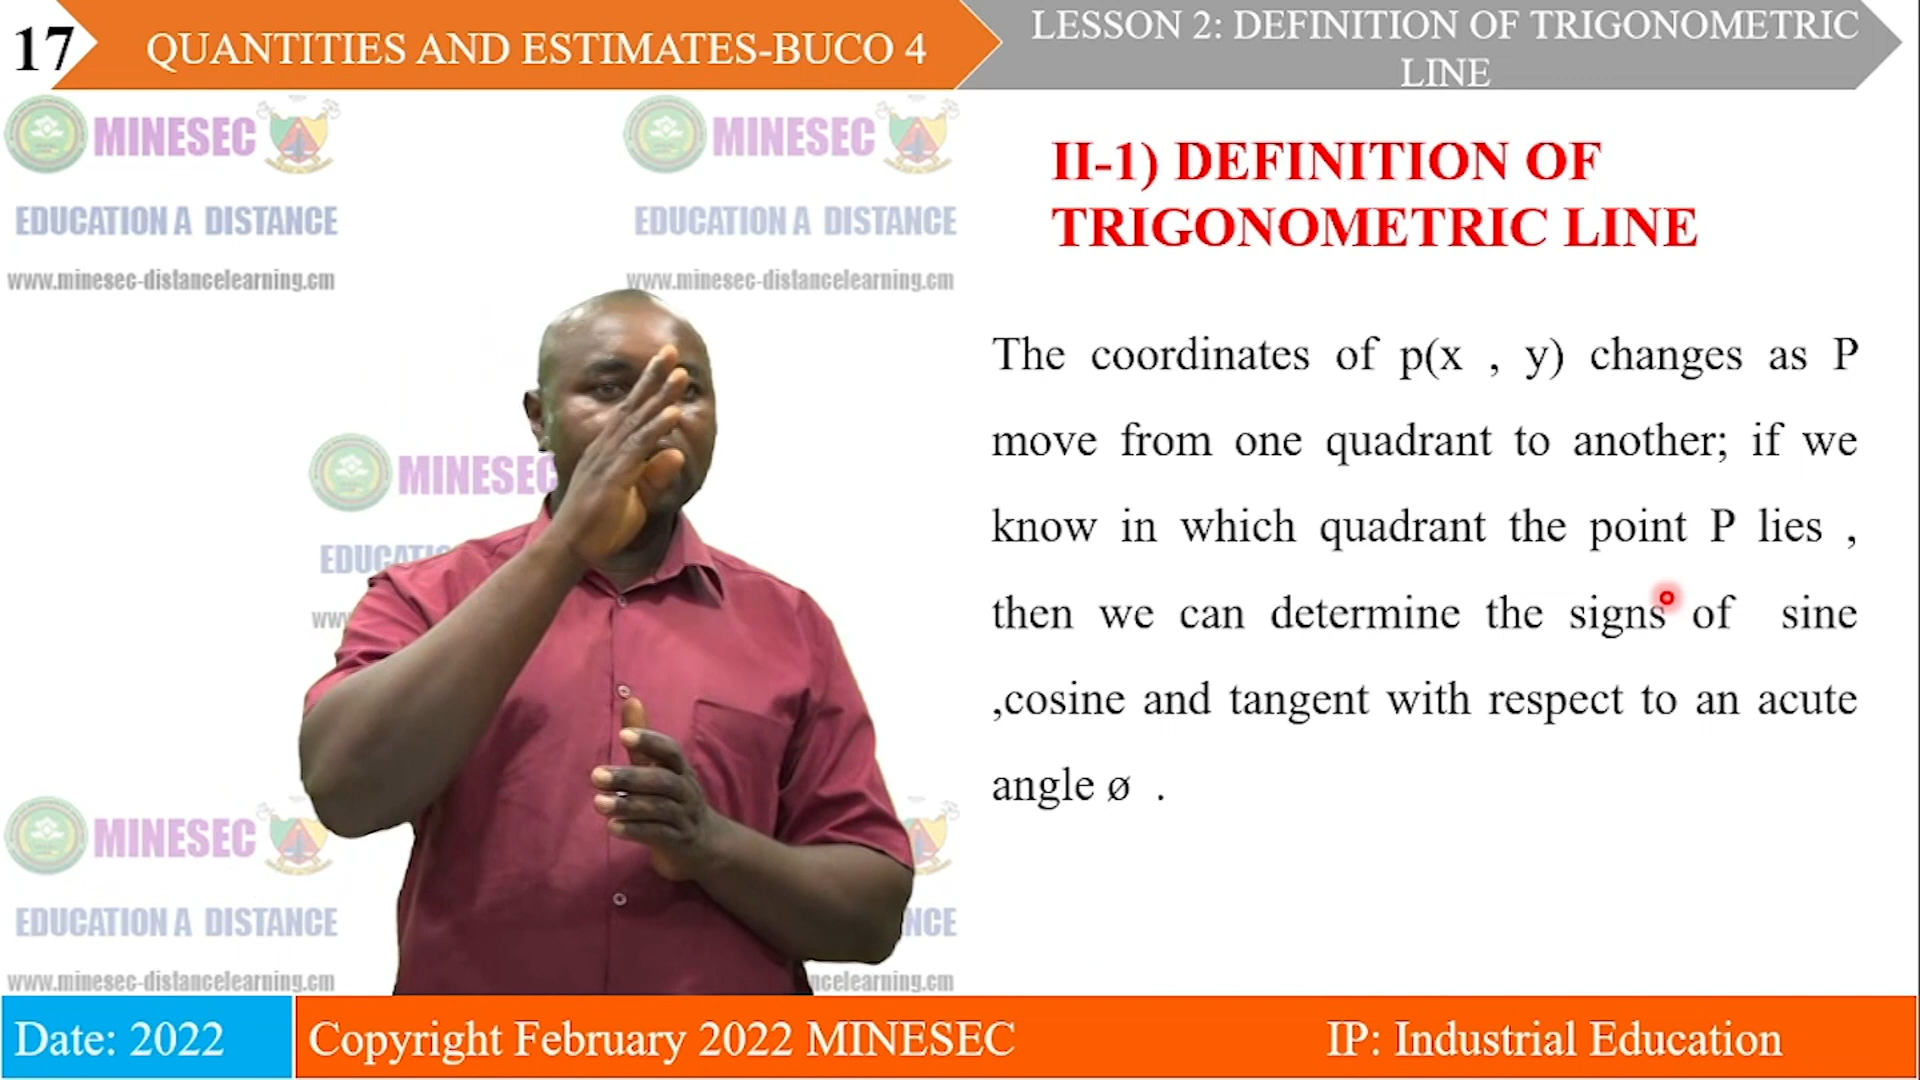 17
QUANTITIES AND ESTIMATES-BUCO 4
LESSON 2: DEFINITION OF TRIGONOMETRIC
LINE
MINESEC
EDUCATION A DISTANCE
www.minesec-distancelearning.cm
MINESEC
EDUCATION A DISTANCE
www.minesec-distancelearning.cm
II-1) DEFINITION OF
TRIGONOMETRIC LINE
The coordinates of p(x , y) changes as P
move from one quadrant to another; if we
know in which quadrant the point P lies ,
then we can determine the signs of sine
,cosine and tangent with respect to an acute
angle ø .
MINESEC
MINESEC
EDUCATION A DISTANCE
www.minesec-distancelearning.cm
Date: 2022
Copyright February 2022 MINESEC
IP: Industrial Education